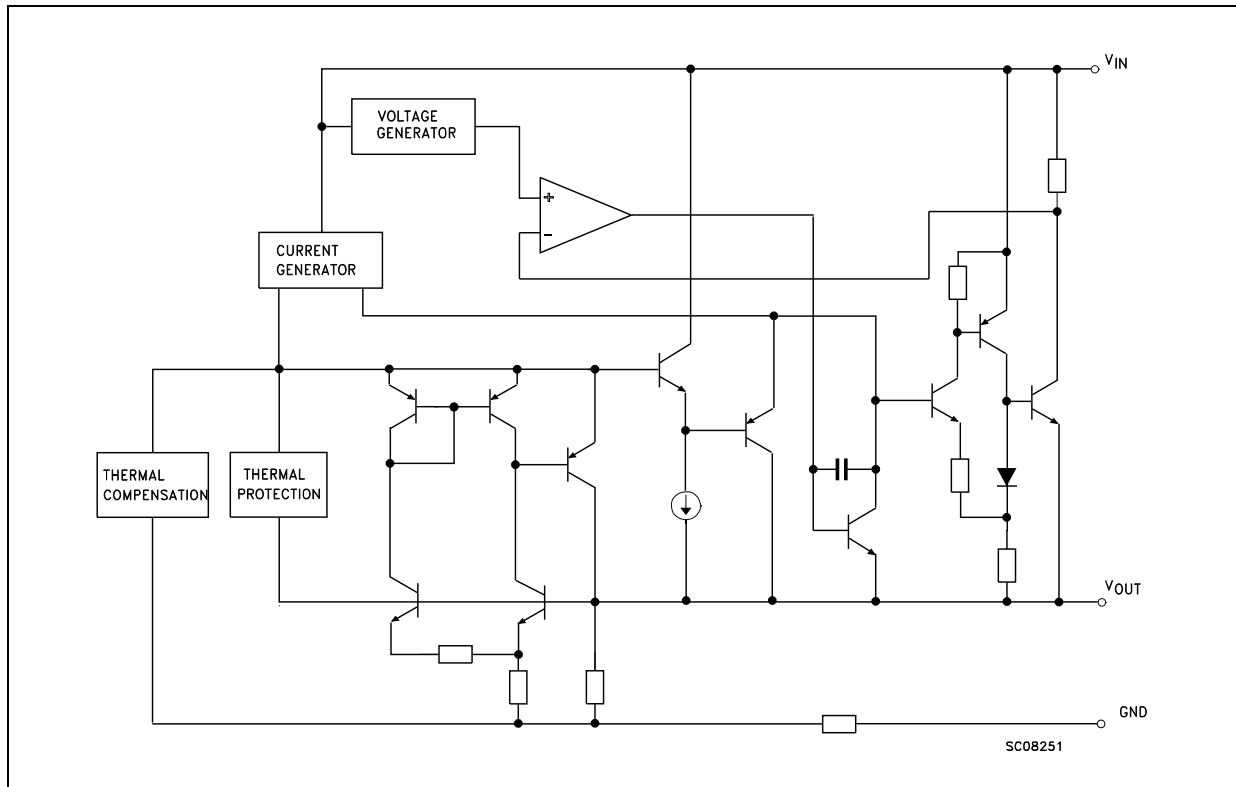 VIN
VOLTAGE
GENERATOR
+
-
CURRENT
GENERATOR
THERMAL
COMPENSATION
THERMAL
PROTECTION
VOUT
GND
SC08251